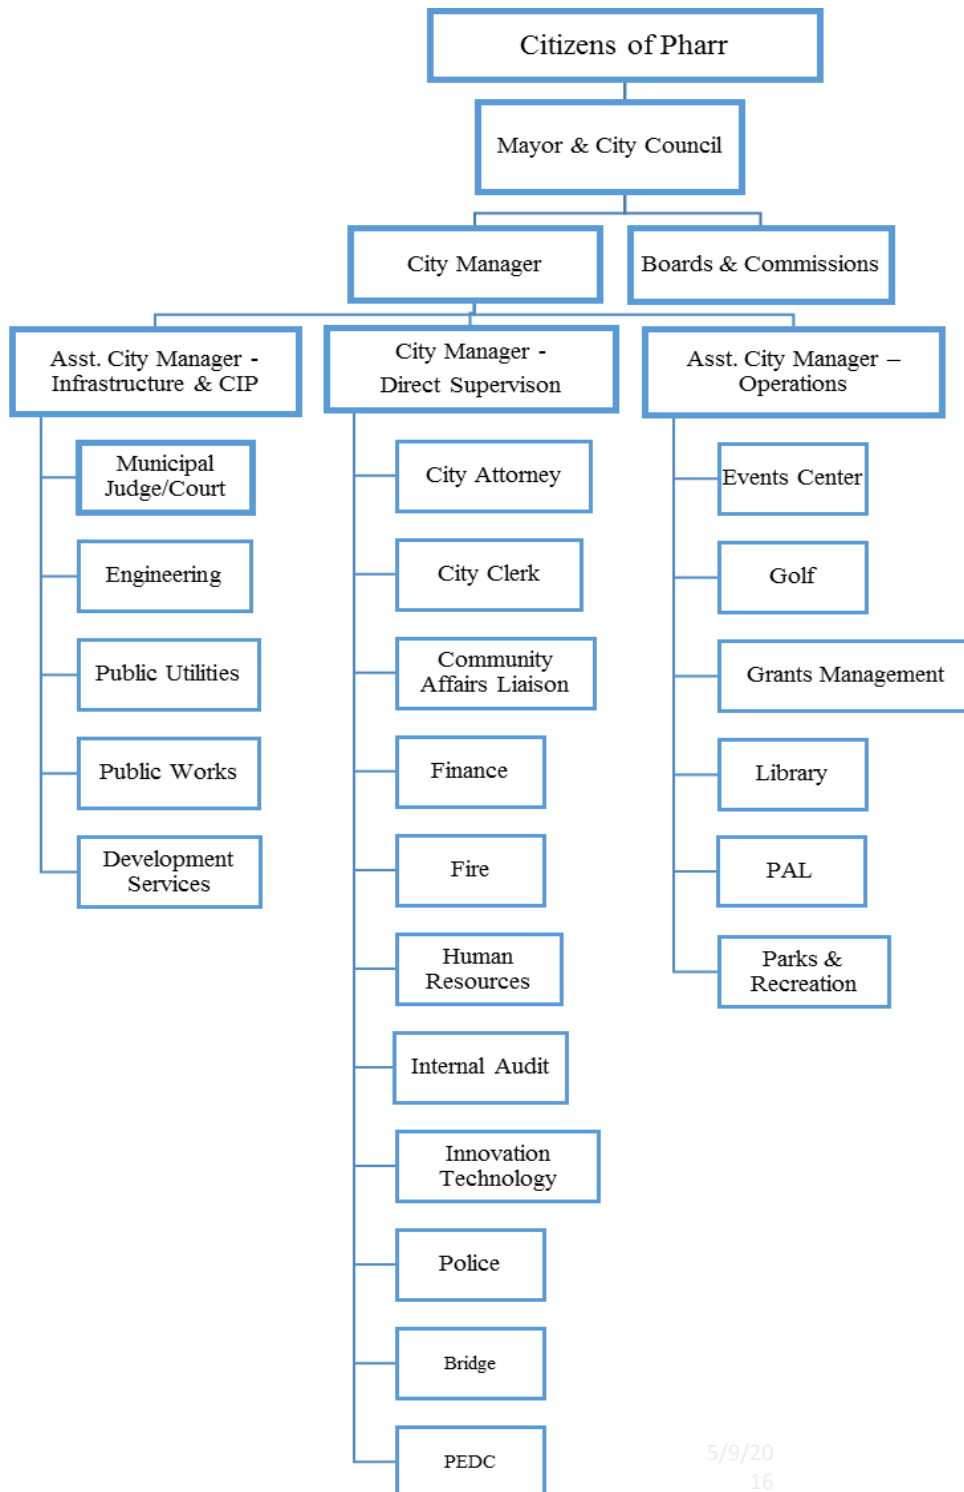 Citizens of Pharr
Mayor & City Council
City Manager
Boards & Commissions
Asst. City Manager -
Infrastructure & CIP
Municipal
Judge/Court
Engineering
Public Utilities
Public Works
Development
Services
City Manager -
Direct Supervison
City Attorney
City Clerk
Community
Affairs Liaison
Finance
Fire
Human
Resources
Internal Audit
Innovation
Technology
Police
Bridge
PEDC
Asst. City Manager –
Operations
Events Center
Golf
Grants Management
Library
PAL
Parks &
Recreation
5/9/20
16